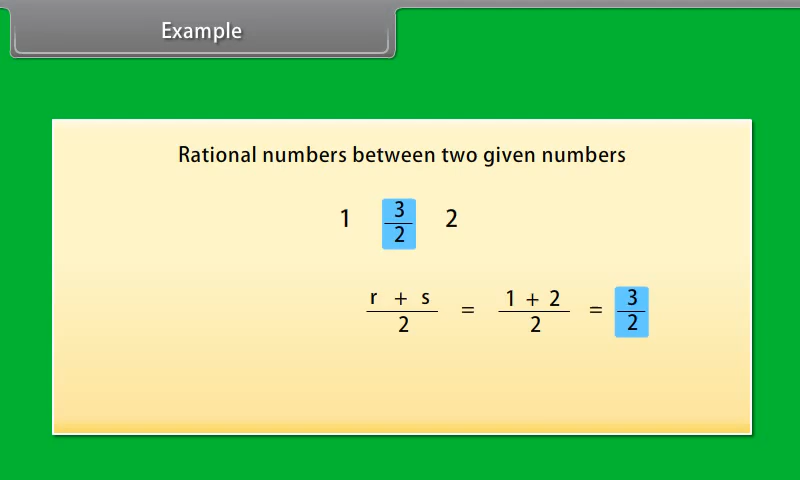 Example
Rational numbers between two given numbers
1 3/2 2
r + s / 2 = 1 + 2 / 2 = 3/2